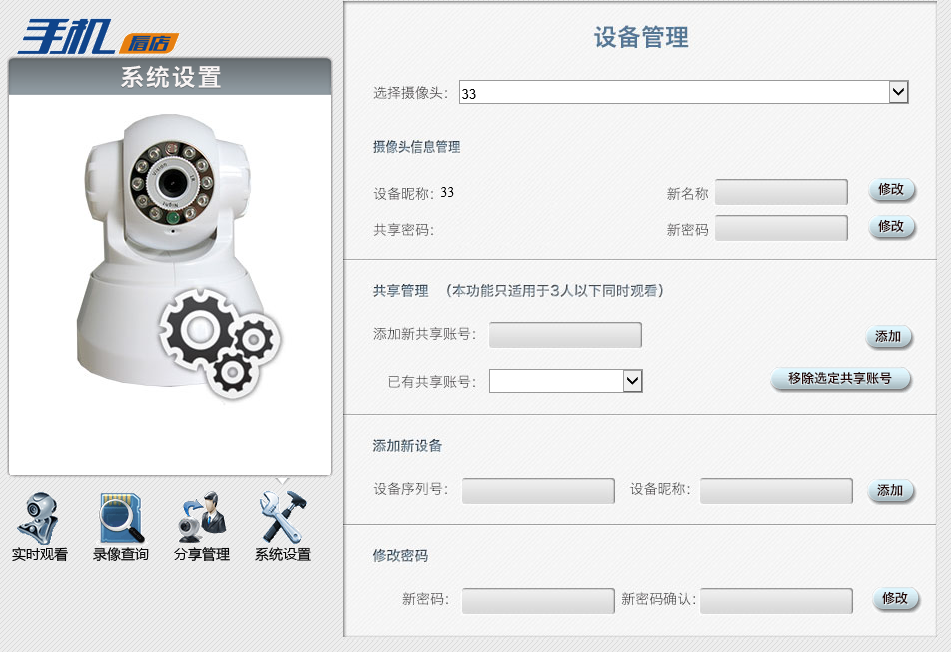 手机看店
系统设置
实时观看
录像查询
分享管理
系统设置
设备管理
选择摄像头: 33
摄像头信息管理
设备昵称: 33 新名称 修改
共享密码: 新密码 修改
共享管理 （本功能只适用于3人以下同时观看）
添加新共享账号: 添加
已有共享账号: 移除选定共享账号
添加新设备
设备序列号: 设备昵称: 添加
修改密码
新密码: 新密码确认: 修改